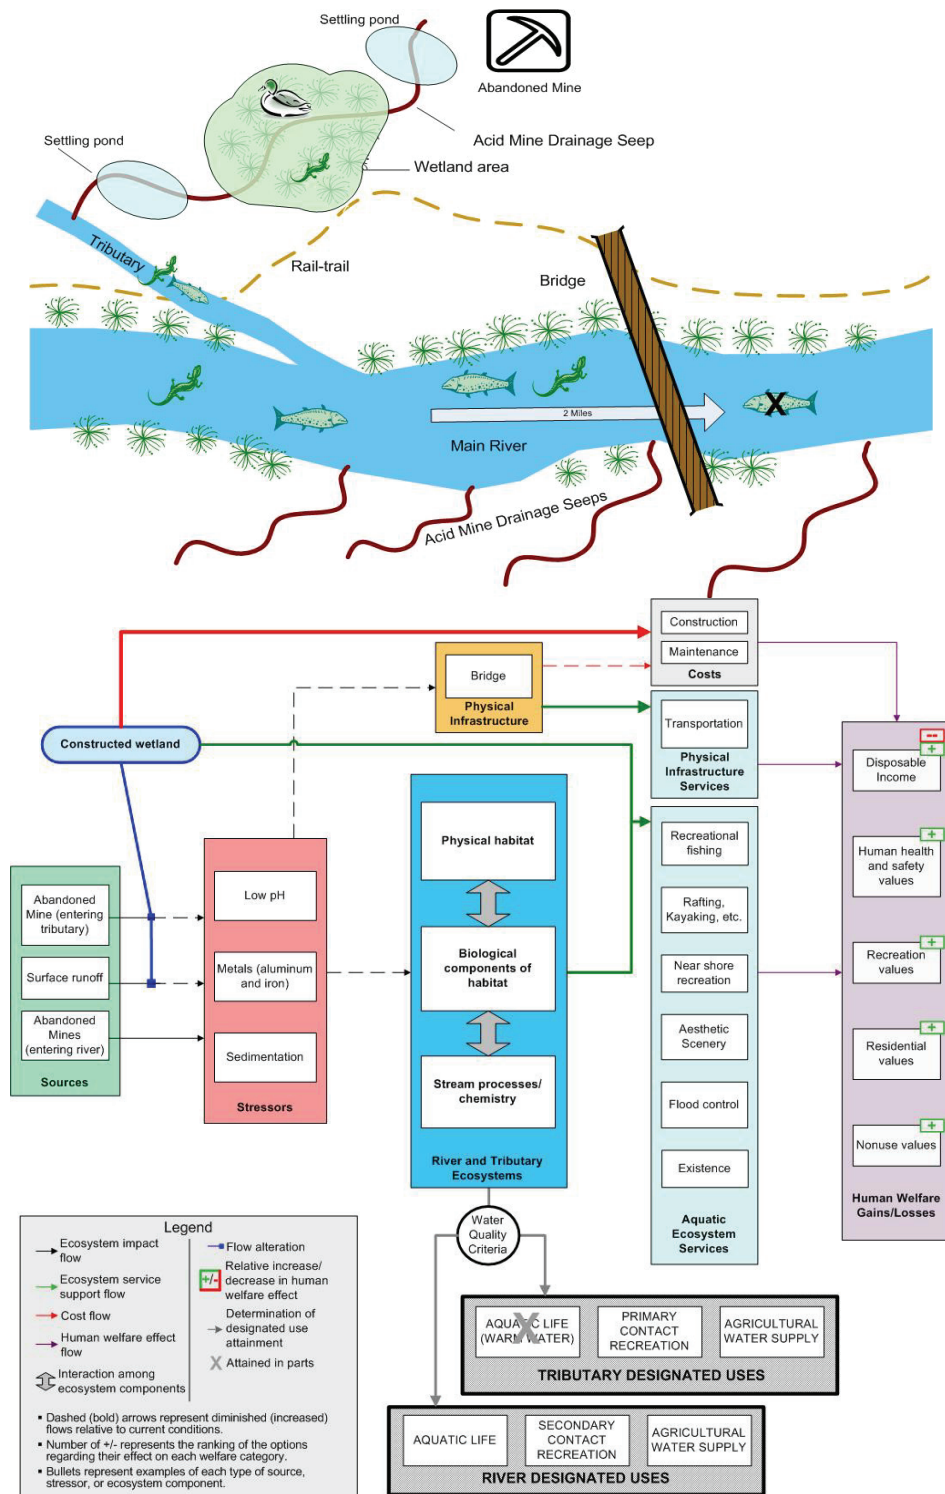 Settling pond
Abandoned Mine
Acid Mine Drainage Seep
Settling pond
Wetland area
Tributary
Rail-trail
Bridge
2 Miles
Main River
Acid Mine Drainage Seeps
Construction
Maintenance
Costs
Bridge
Physical
Infrastructure
Transportation
Physical
Infrastructure
Services
Constructed wetland
--
+
Disposable
Income
+
Human health
and safety
values
+
Recreation
values
+
Residential
values
+
Nonuse values
Human Welfare
Gains/Losses
Physical habitat
Biological
components of
habitat
Stream processes/
chemistry
River and Tributary
Ecosystems
Recreational
fishing
Rafting,
Kayaking, etc.
Near shore
recreation
Aesthetic
Scenery
Flood control
Existence
Aquatic
Ecosystem
Services
Low pH
Metals (aluminum
and iron)
Sedimentation
Stressors
Abandoned
Mine (entering
tributary)
Surface runoff
Abandoned
Mines (entering
river)
Sources
Water
Quality
Criteria
AQUATIC LIFE
(WARM WATER)
PRIMARY
CONTACT
RECREATION
AGRICULTURAL
WATER SUPPLY
TRIBUTARY DESIGNATED USES
AQUATIC LIFE
SECONDARY
CONTACT
RECREATION
AGRICULTURAL
WATER SUPPLY
RIVER DESIGNATED USES
Legend
Ecosystem impact
flow
Ecosystem service
support flow
Cost flow
Human welfare effect
flow
Interaction among
ecosystem components
Flow alteration
+/-
Relative increase/
decrease in human
welfare effect
Determination of
designated use
attainment
X Attained in parts
▪ Dashed (bold) arrows represent diminished (increased)
flows relative to current conditions.
▪ Number of +/- represents the ranking of the options
regarding their effect on each welfare category.
▪ Bullets represent examples of each type of source,
stressor, or ecosystem component.